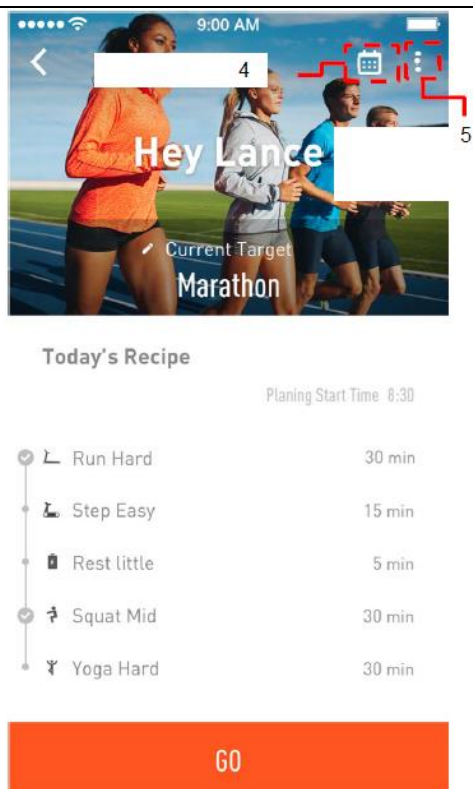 9:00 AM
4
5
Hey Lance
Current Target
Marathon
Today's Recipe
Planing Start Time 8:30
Run Hard 30 min
Step Easy 15 min
Rest little 5 min
Squat Mid 30 min
Yoga Hard 30 min
GO